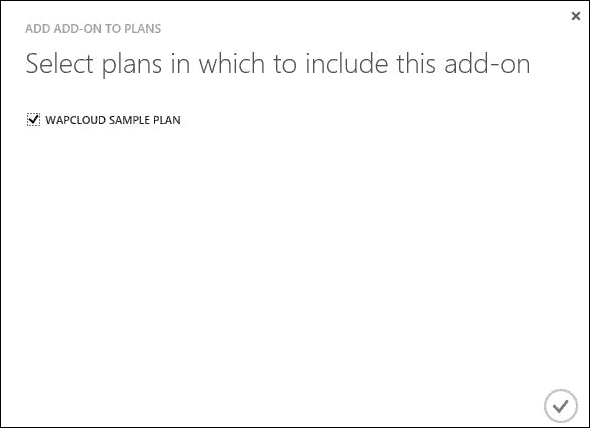 ADD ADD-ON TO PLANS
Select plans in which to include this add-on
WAPCLOUD SAMPLE PLAN